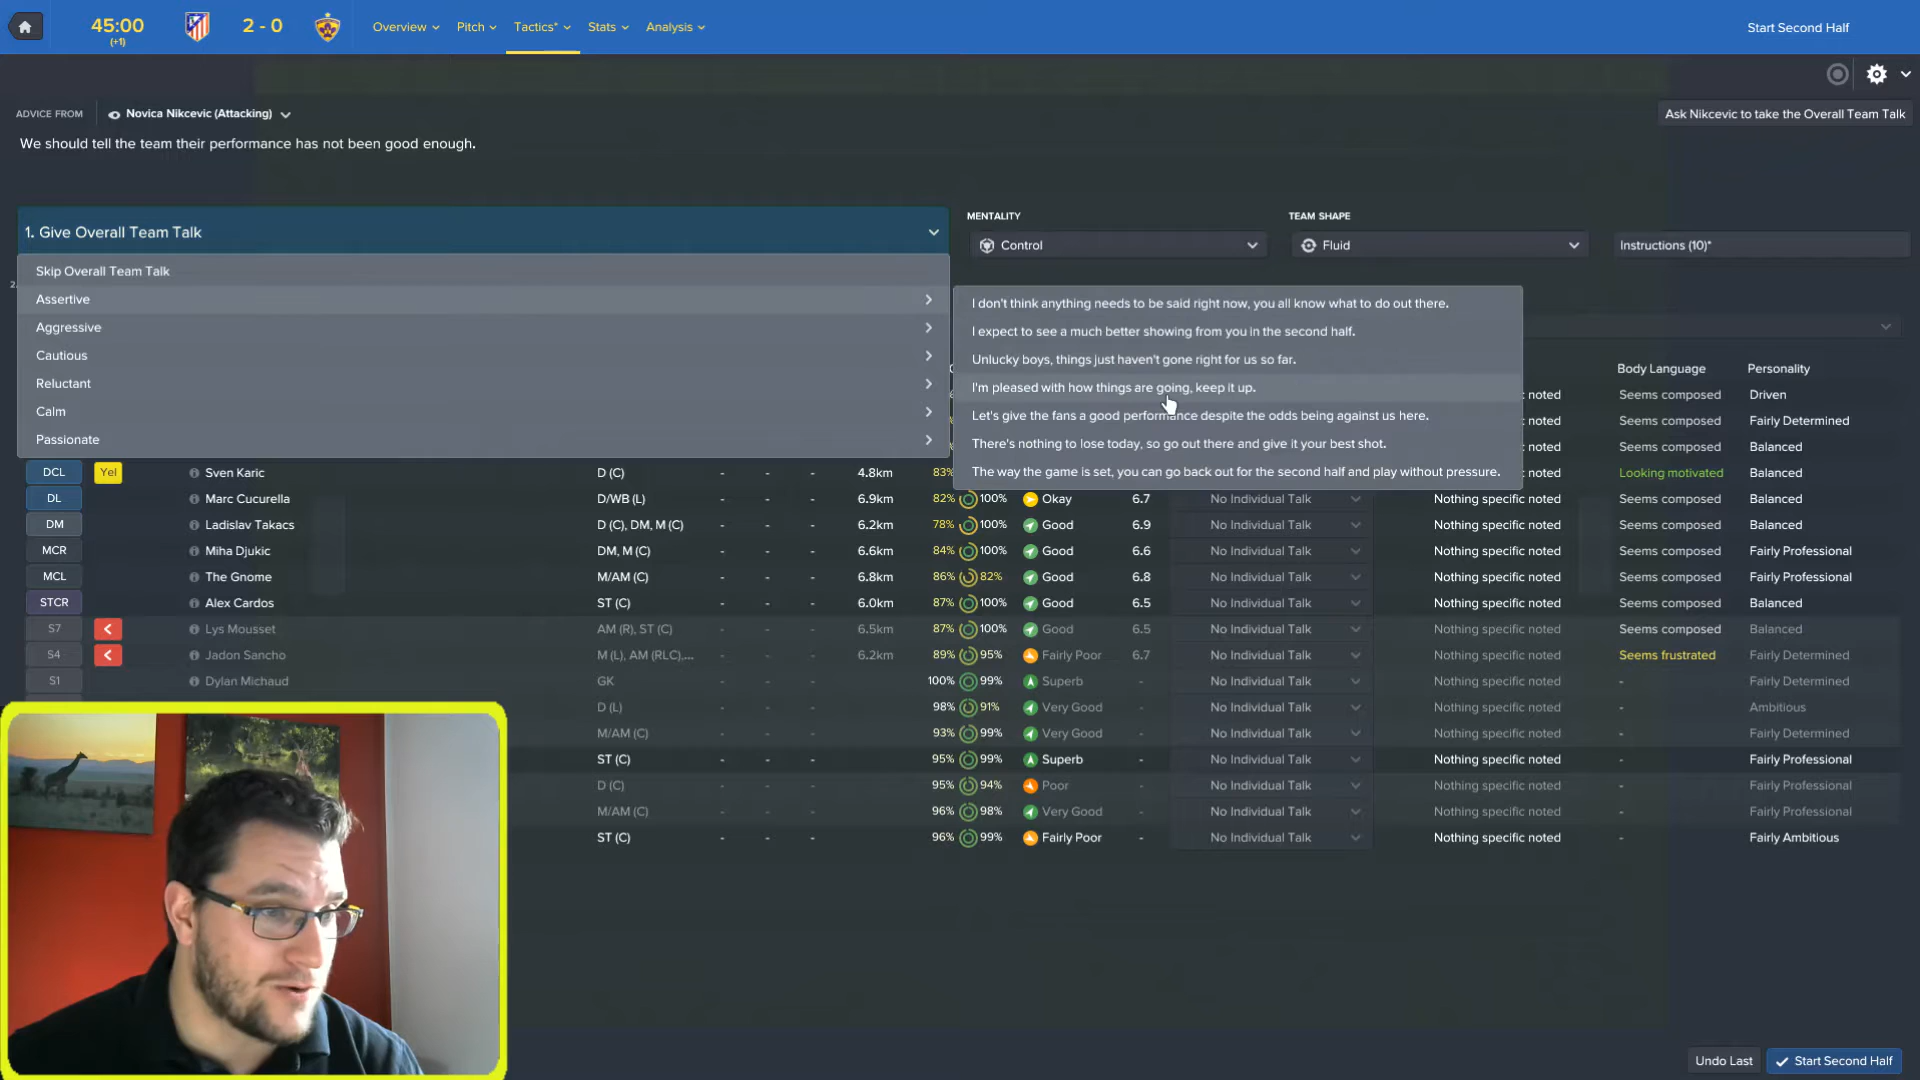 45:00
(+1)
2 - 0
Overview
Pitch
Tactics*
Stats
Analysis
Start Second Half
ADVICE FROM
Novica Nikcevic (Attacking)
Ask Nikcevic to take the Overall Team Talk
We should tell the team their performance has not been good enough.
1. Give Overall Team Talk
MENTALITY
Control
TEAM SHAPE
Fluid
Instructions (10)*
Skip Overall Team Talk
Assertive
Aggressive
Cautious
Reluctant
Calm
Passionate
I don't think anything needs to be said right now, you all know what to do out there.
I expect to see a much better showing from you in the second half.
Unlucky boys, things just haven't gone right for us so far.
I'm pleased with how things are going, keep it up.
Let's give the fans a good performance despite the odds being against us here.
There's nothing to lose today, so go out there and give it your best shot.
The way the game is set, you can go back out for the second half and play without pressure.
Body Language Personality
noted Seems composed Driven
noted Seems composed Fairly Determined
noted Seems composed Balanced
DCL Yel Sven Karic D (C) - - - 4.8km 83% Looking motivated Balanced
DL Marc Cucurella D/WB (L) - - - 6.9km 82% 100% Okay 6.7 No Individual Talk Nothing specific noted Seems composed Balanced
DM Ladislav Takacs D (C), DM, M (C) - - - 6.2km 78% 100% Good 6.9 No Individual Talk Nothing specific noted Seems composed Balanced
MCR Miha Djukic DM, M (C) - - - 6.6km 84% 100% Good 6.6 No Individual Talk Nothing specific noted Seems composed Fairly Professional
MCL The Gnome M/AM (C) - - - 6.8km 86% 82% Good 6.8 No Individual Talk Nothing specific noted Seems composed Fairly Professional
STCR Alex Cardos ST (C) - - - 6.0km 87% 100% Good 6.5 No Individual Talk Nothing specific noted Seems composed Balanced
S7 Lys Mousset AM (R), ST (C) - - - 6.5km 87% 100% Good 6.5 No Individual Talk Nothing specific noted Seems composed Balanced
S4 Jadon Sancho M (L), AM (RLC),... - - - 6.2km 89% 95% Fairly Poor 6.7 No Individual Talk Nothing specific noted Seems frustrated Fairly Determined
S1 Dylan Michaud GK - - - 100% 99% Superb - No Individual Talk Nothing specific noted - Fairly Determined
D (L) - - - 98% 91% Very Good - No Individual Talk Nothing specific noted - Ambitious
M/AM (C) - - - 93% 99% Very Good - No Individual Talk Nothing specific noted - Fairly Determined
ST (C) - - - 95% 99% Superb - No Individual Talk Nothing specific noted - Fairly Professional
D (C) - - - 95% 94% Poor - No Individual Talk Nothing specific noted - Fairly Professional
M/AM (C) - - - 96% 98% Very Good - No Individual Talk Nothing specific noted - Fairly Professional
ST (C) - - - 96% 99% Fairly Poor - No Individual Talk Nothing specific noted - Fairly Ambitious
Undo Last
Start Second Half